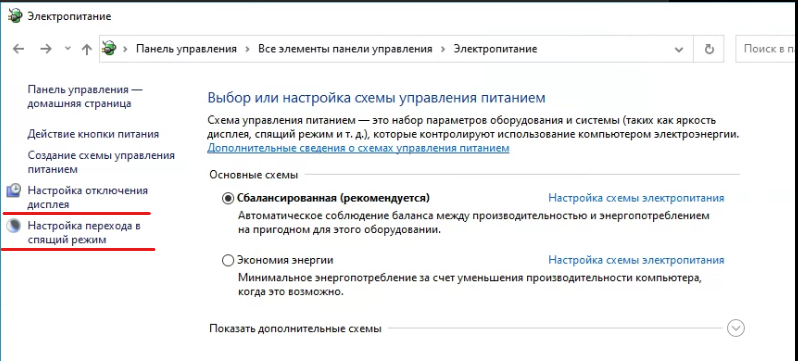 Электропитание
Панель управления
Все элементы панели управления
Электропитание
Поиск в п
Панель управления —
домашняя страница
Действие кнопки питания
Создание схемы управления
питанием
Настройка отключения
дисплея
Настройка перехода в
спящий режим
Выбор или настройка схемы управления питанием
Схема управления питанием — это набор параметров оборудования и системы (таких как яркость
дисплея, спящий режим и т. д.), которые контролируют использование компьютером электроэнергии.
Дополнительные сведения о схемах управления питанием
Основные схемы
Сбалансированная (рекомендуется)
Настройка схемы электропитания
Автоматическое соблюдение баланса между производительностью и энергопотреблением
на пригодном для этого оборудовании.
Экономия энергии
Настройка схемы электропитания
Минимальное энергопотребление за счет уменьшения производительности компьютера,
когда это возможно.
Показать дополнительные схемы